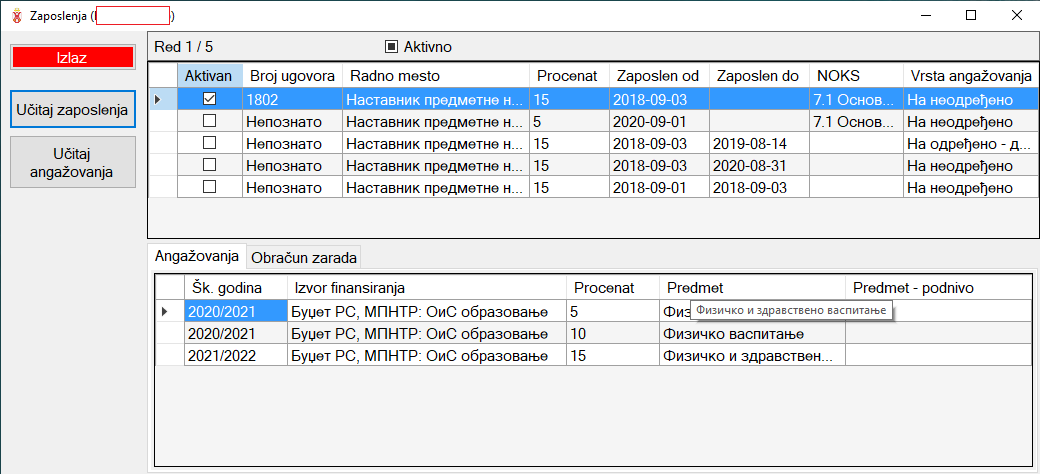 Zaposlenja (
Izlaz
Učitaj zaposlenja
Učitaj
angažovanja
Red 1 / 5 Aktivno
Aktivan Broj ugovora Radno mesto Procenat Zaposlen od Zaposlen do NOKS Vrsta angažovanja
1802 Наставник предметне н... 15 2018-09-03 7.1 Основ... На неодређено
Непознато Наставник предметне н... 5 2020-09-01 7.1 Основ... На неодређено
Непознато Наставник предметне н... 15 2018-09-03 2019-08-14 На одређено - д...
Непознато Наставник предметне н... 15 2018-09-03 2020-08-31 На неодређено
Непознато Наставник предметне н... 15 2018-09-01 2018-09-03 На неодређено
Angažovanja Obračun zarada
Šk. godina Izvor finansiranja Procenat Predmet Predmet - podnivo
2020/2021 Буџет РС, МПНТР: ОиС образовање 5 Физ
Физичко и здравствено васпитање
2020/2021 Буџет РС, МПНТР: ОиС образовање 10 Физичко васпитање
2021/2022 Буџет РС, МПНТР: ОиС образовање 15 Физичко и здравствен...